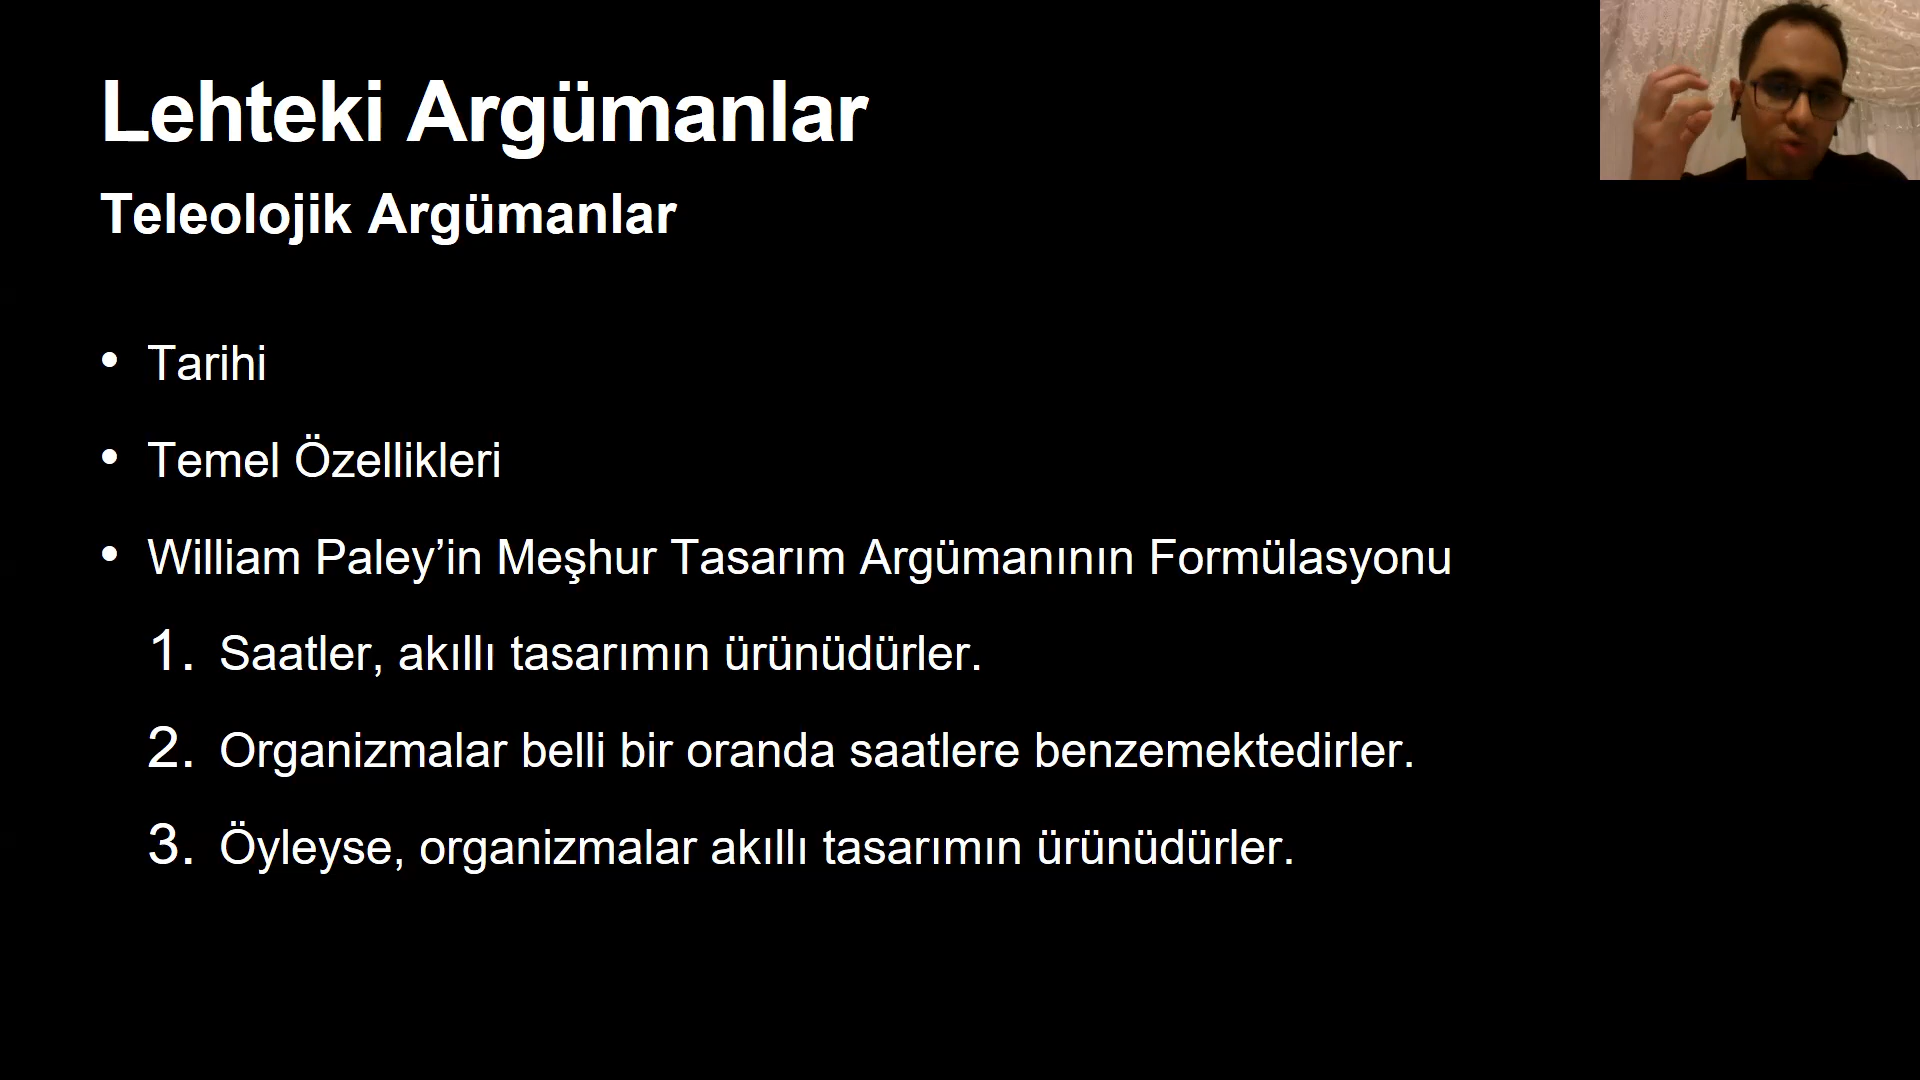 Lehteki Argümanlar
Teleolojik Argümanlar
• Tarihi
• Temel Özellikleri
• William Paley’in Meşhur Tasarım Argümanının Formülasyonu
1. Saatler, akıllı tasarımın ürünüdürler.
2. Organizmalar belli bir oranda saatlere benzemektedirler.
3. Öyleyse, organizmalar akıllı tasarımın ürünüdürler.